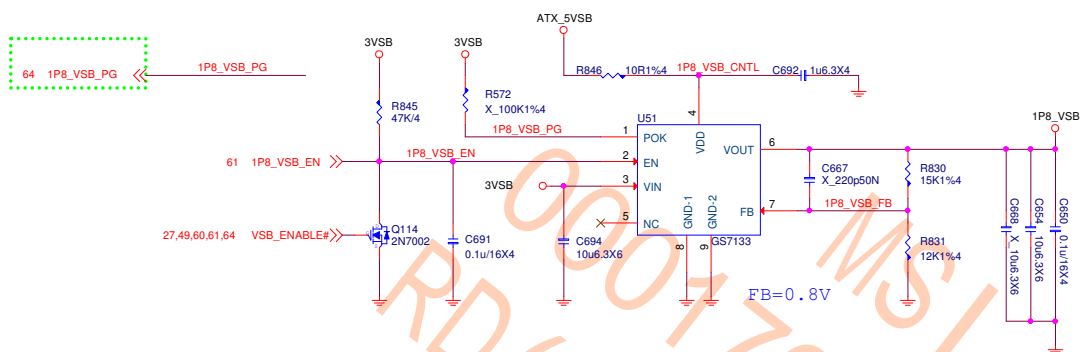 ATX_5VSB
3VSB
3VSB
64 1P8_VSB_PG
1P8_VSB_PG
R846
10R1%4
1P8_VSB_CNTL
C692
1u6.3X4
R845
47K/4
R572
X_100K1%4
1P8_VSB_PG
U51
1P8_VSB
1
POK
4
VDD
VOUT
6
61 1P8_VSB_EN
1P8_VSB_EN
2
EN
C667
X_220p50N
R830
15K1%4
3VSB
3
VIN
5
NC
GND-1
GND-2
FB
7
1P8_VSB_FB
GS7133
8
9
27,49,60,61,64 VSB_ENABLE#
Q114
2N7002
C691
0.1u/16X4
C694
10u6.3X6
R831
12K1%4
C668
X_10u6.3X6
C654
10u6.3X6
C650
0.1u/16X4
FB=0.8V
MSI